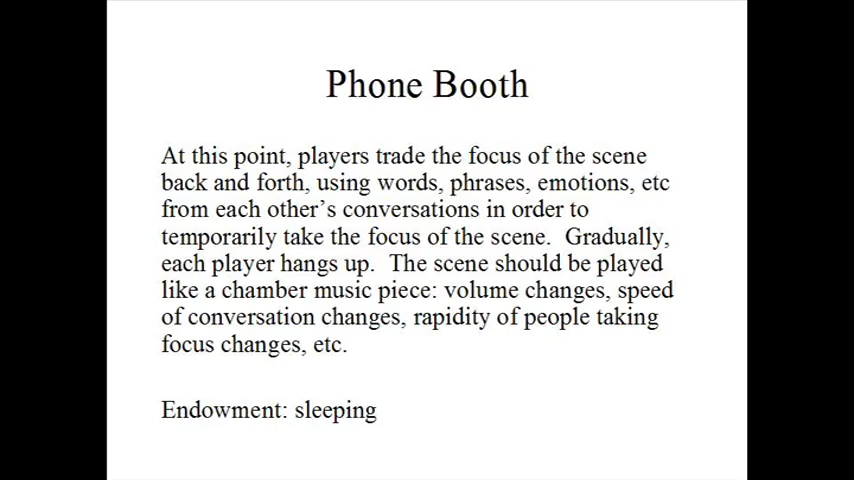 Phone Booth
At this point, players trade the focus of the scene
back and forth, using words, phrases, emotions, etc
from each other’s conversations in order to
temporarily take the focus of the scene.  Gradually,
each player hangs up.  The scene should be played
like a chamber music piece: volume changes, speed
of conversation changes, rapidity of people taking
focus changes, etc.
Endowment: sleeping